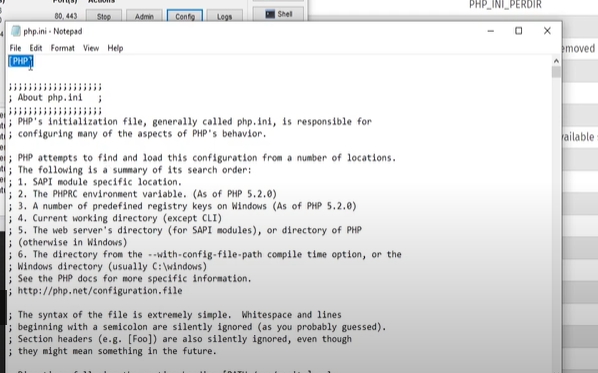 Port(s) Actions
PHP_INI_PERDIR
80, 443 Stop Admin Config Logs Shell
php.ini - Notepad
File Edit Format View Help
[PHP]
emoved
;;;;;;;;;;;;;;;;;;;
; About php.ini ;
;;;;;;;;;;;;;;;;;;;
; PHP's initialization file, generally called php.ini, is responsible for
; configuring many of the aspects of PHP's behavior.
vailable
; PHP attempts to find and load this configuration from a number of locations.
; The following is a summary of its search order:
; 1. SAPI module specific location.
; 2. The PHPRC environment variable. (As of PHP 5.2.0)
; 3. A number of predefined registry keys on Windows (As of PHP 5.2.0)
; 4. Current working directory (except CLI)
; 5. The web server's directory (for SAPI modules), or directory of PHP
; (otherwise in Windows)
; 6. The directory from the --with-config-file-path compile time option, or the
; Windows directory (usually C:\windows)
; See the PHP docs for more specific information.
; http://php.net/configuration.file
; The syntax of the file is extremely simple. Whitespace and lines
; beginning with a semicolon are silently ignored (as you probably guessed).
; Section headers (e.g. [Foo]) are also silently ignored, even though
; they might mean something in the future.